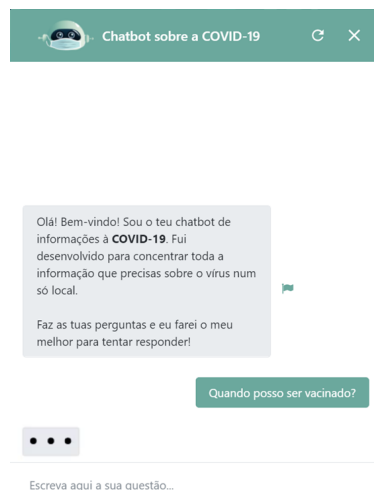 Chatbot sobre a COVID-19
Olá! Bem-vindo! Sou o teu chatbot de
informações à COVID-19. Fui
desenvolvido para concentrar toda a
informação que precisas sobre o vírus num
só local.
Faz as tuas perguntas e eu farei o meu
melhor para tentar responder!
Quando posso ser vacinado?
Escreva aqui a sua questão...